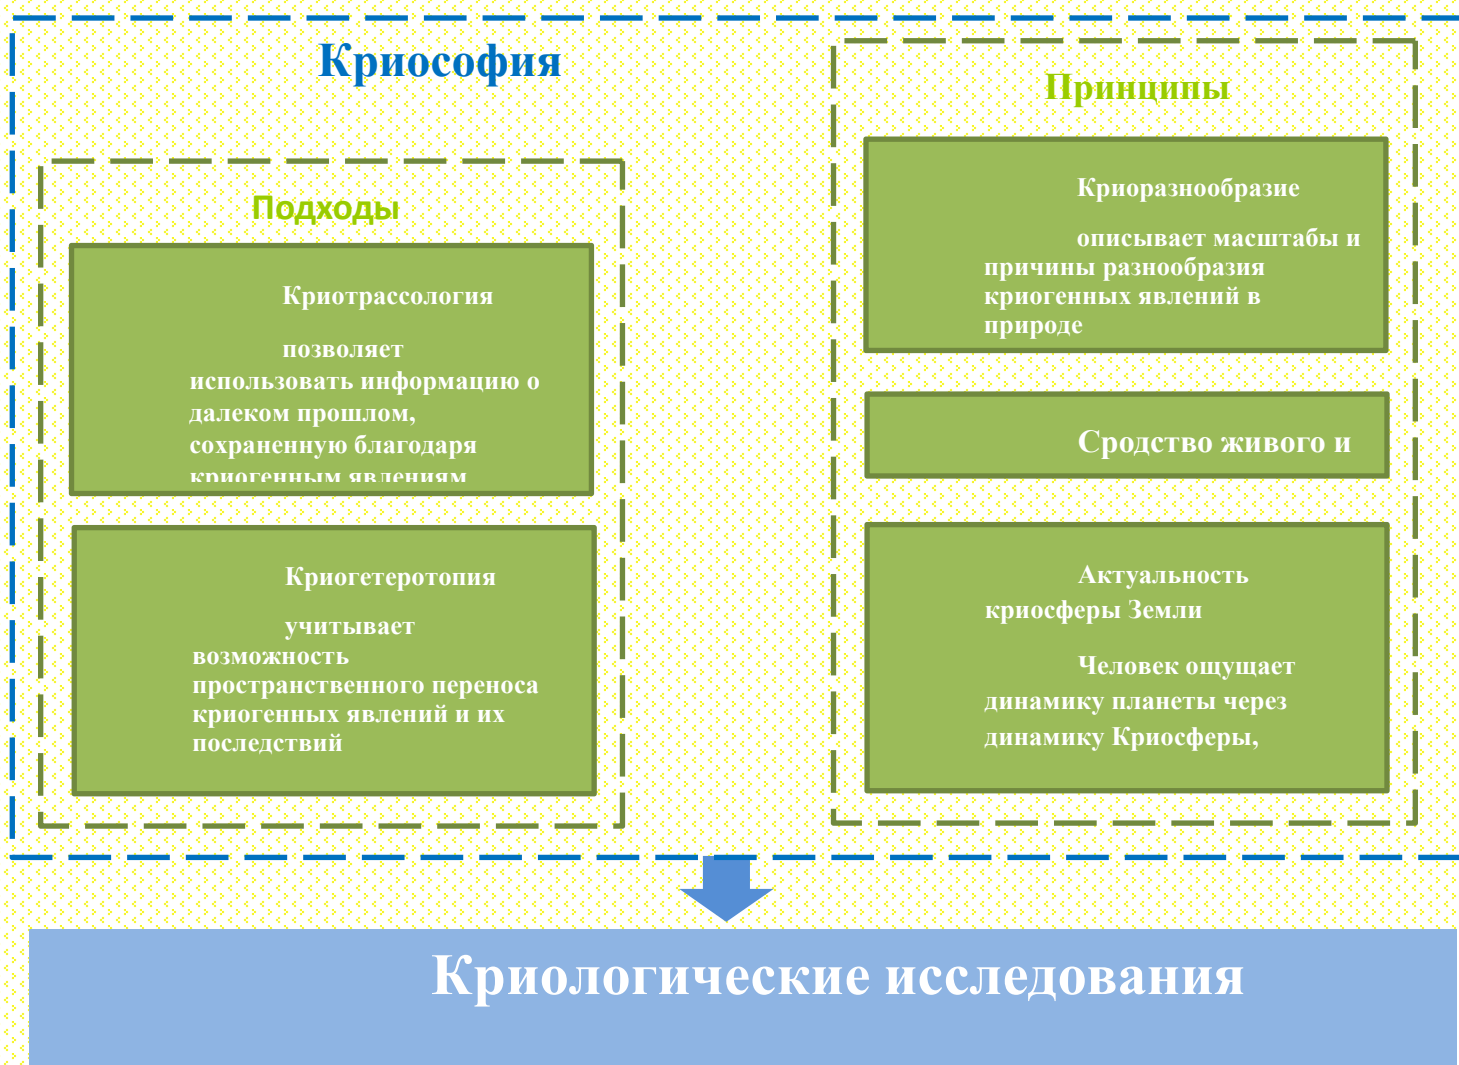 Криософия
Подходы
Криотрассология
позволяет
использовать информацию о
далеком прошлом,
сохраненную благодаря
криогенным явлениям
Криогетеротопия
учитывает
возможность
пространственного переноса
криогенных явлений и их
последствий
Принципы
Криоразнообразие
описывает масштабы и
причины разнообразия
криогенных явлений в
природе
Сродство живого и
Актуальность
криосферы Земли
Человек ощущает
динамику планеты через
динамику Криосферы,
Криологические исследования